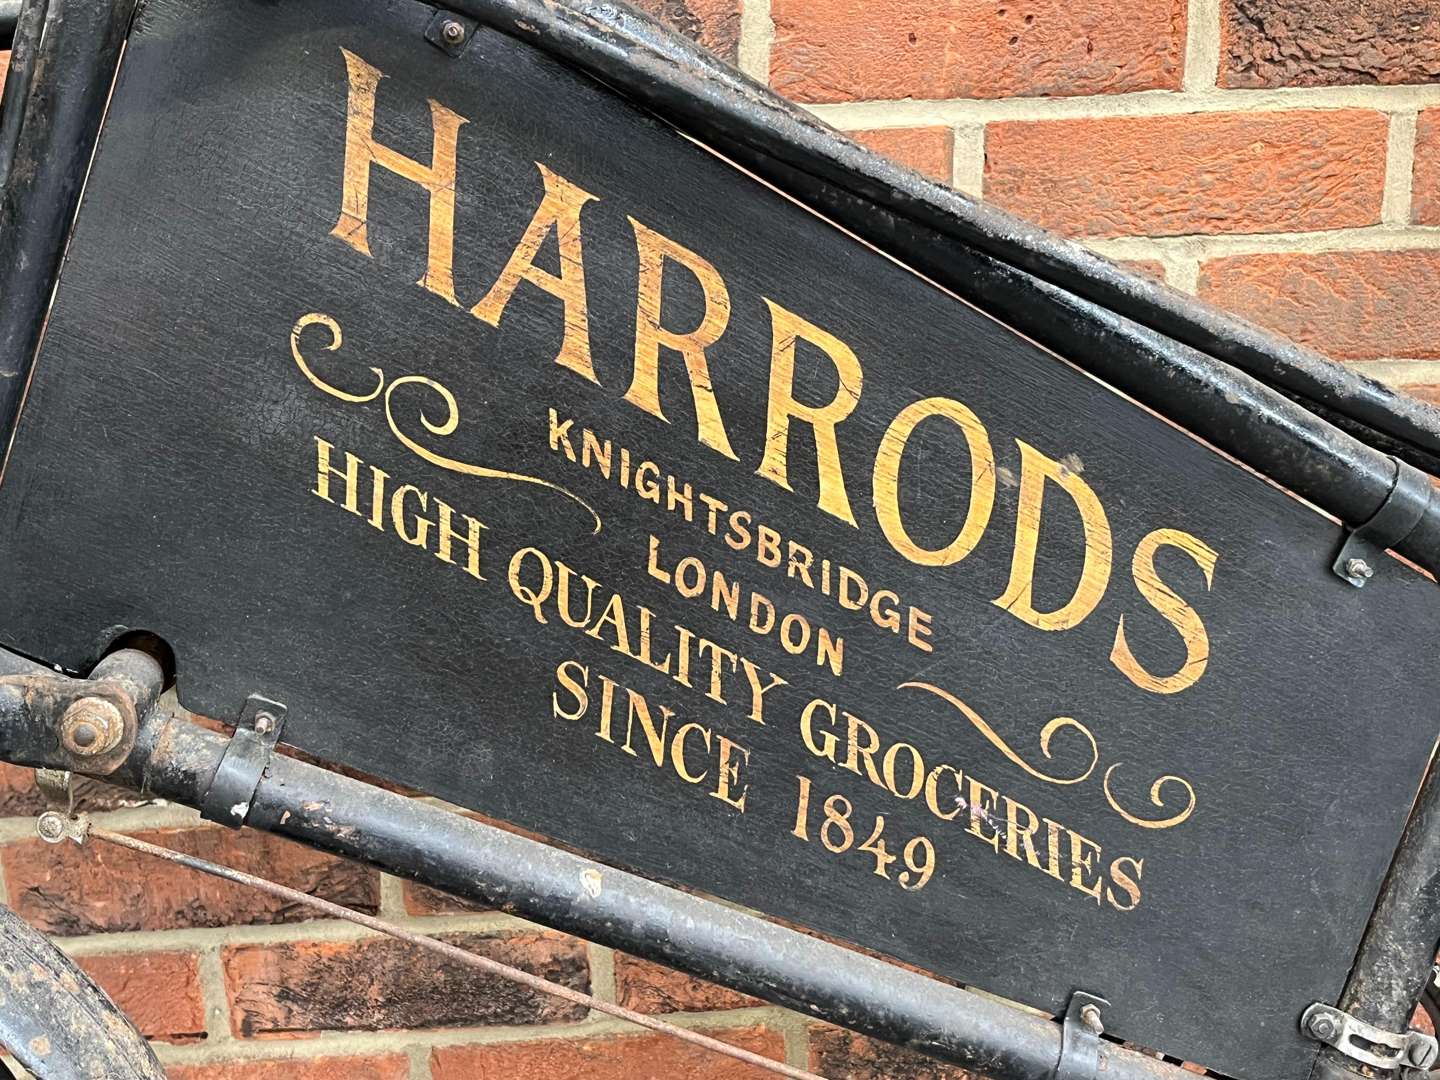 HARRODS
KNIGHTSBRIDGE
LONDON
HIGH QUALITY GROCERIES
SINCE 1849